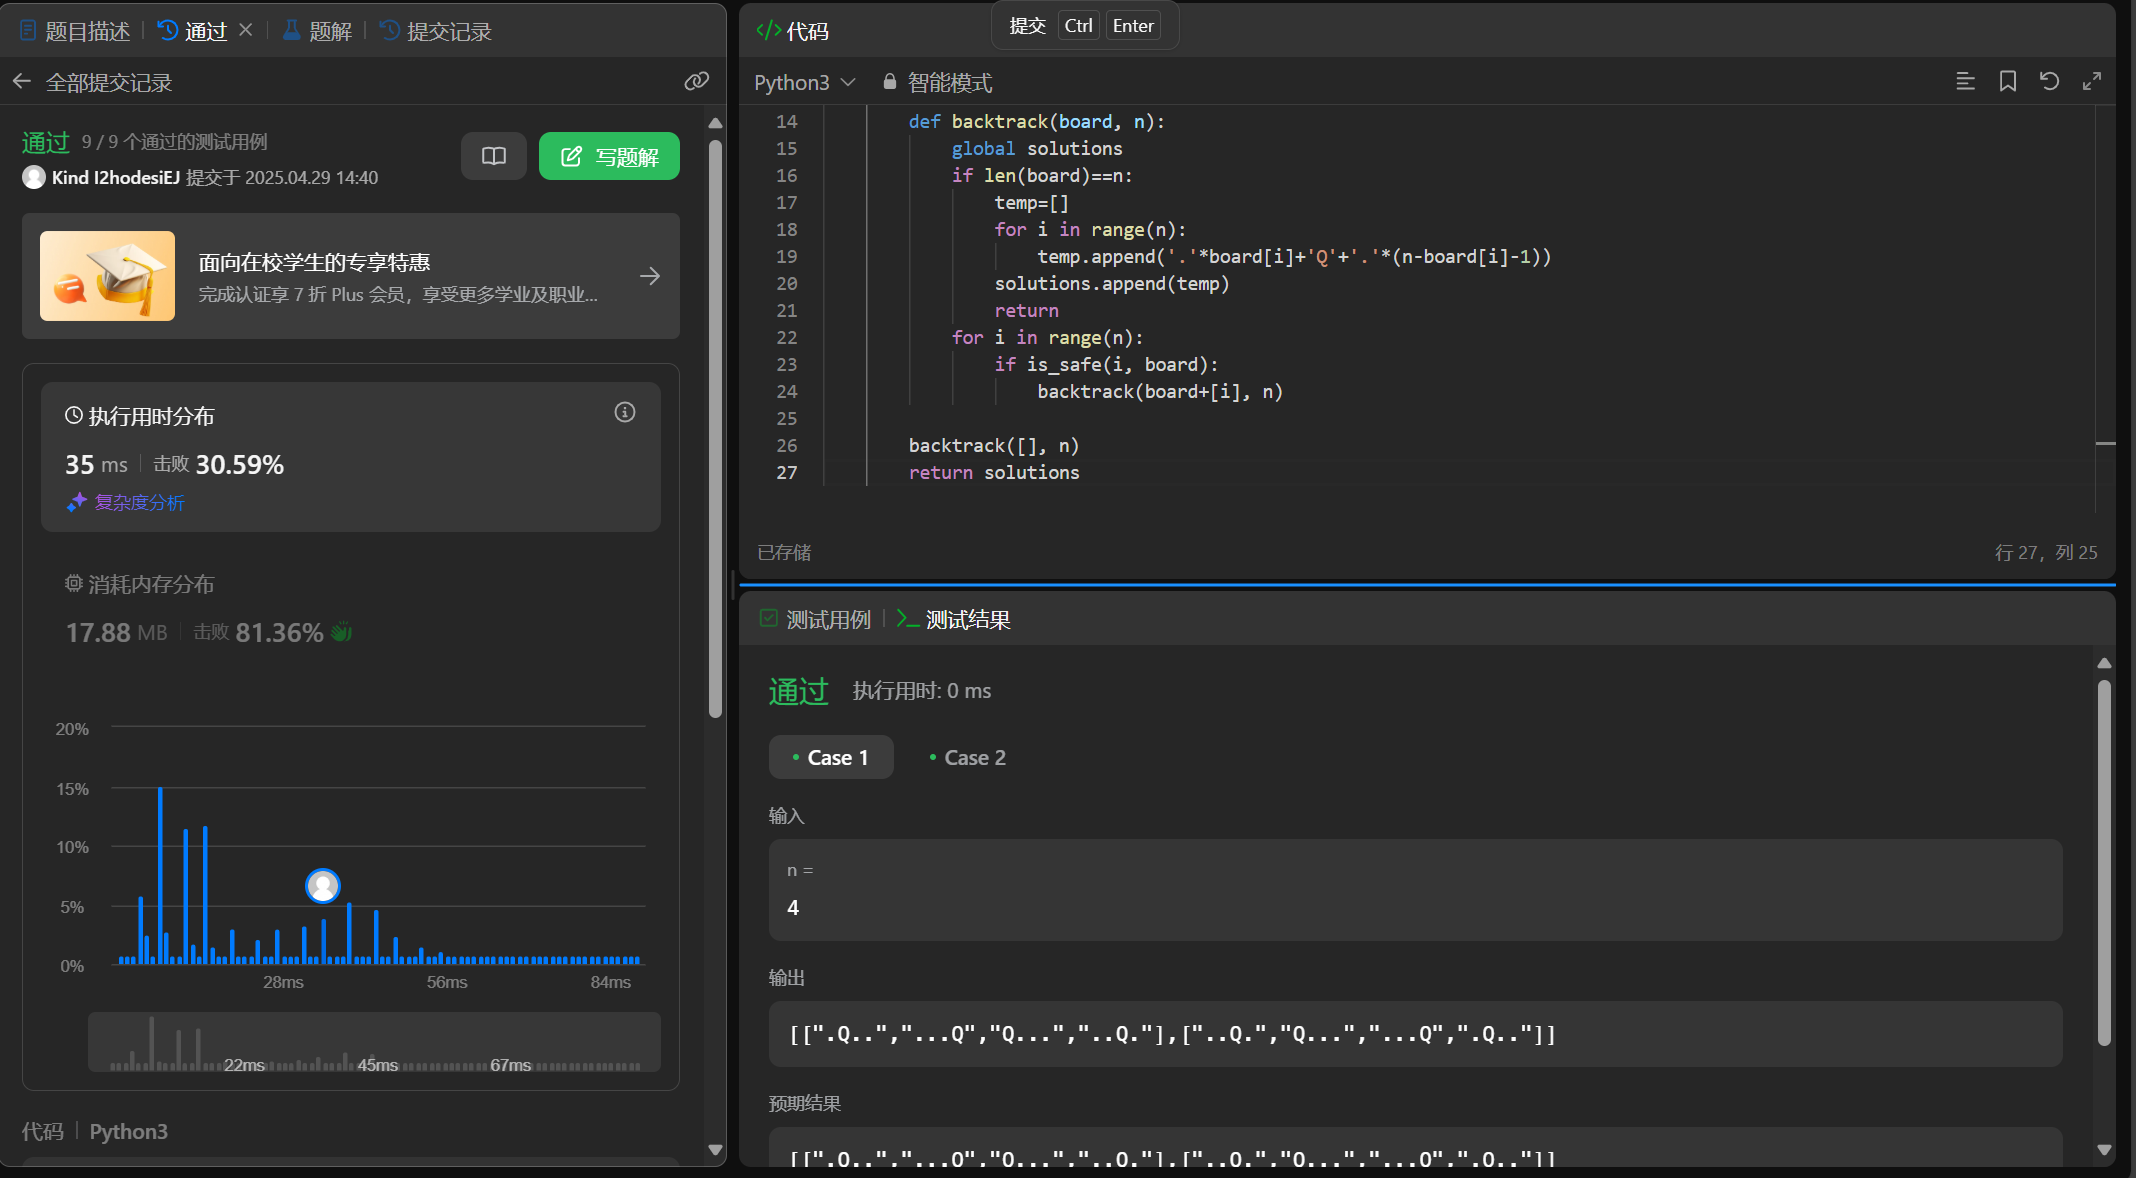 题目描述
通过
题解
提交记录
全部提交记录
通过 9 / 9 个通过的测试用例
Kind I2hodesiEJ 提交于 2025.04.29 14:40
写题解
面向在校学生的专享特惠
完成认证享 7 折 Plus 会员，享受更多学业及职业...
执行用时分布
35 ms 击败 30.59%
复杂度分析
消耗内存分布
17.88 MB 击败 81.36%
20%
15%
10%
5%
0%
28ms 56ms 84ms
22ms 45ms 67ms
代码 Python3
代码
提交 Ctrl Enter
Python3 智能模式
14 def backtrack(board, n):
15 global solutions
16 if len(board)==n:
17 temp=[]
18 for i in range(n):
19 temp.append('.'*board[i]+'Q'+'.'*(n-board[i]-1))
20 solutions.append(temp)
21 return
22 for i in range(n):
23 if is_safe(i, board):
24 backtrack(board+[i], n)
25
26 backtrack([], n)
27 return solutions
已存储
行 27，列 25
测试用例
测试结果
通过 执行用时: 0 ms
Case 1 Case 2
输入
n =
4
输出
[[".Q..","...Q","Q...","..Q."],["..Q.","Q...","...Q",".Q.."]]
预期结果
[[".Q..","...Q","Q...","..Q."],["..Q.","Q...","...Q",".Q.."]]